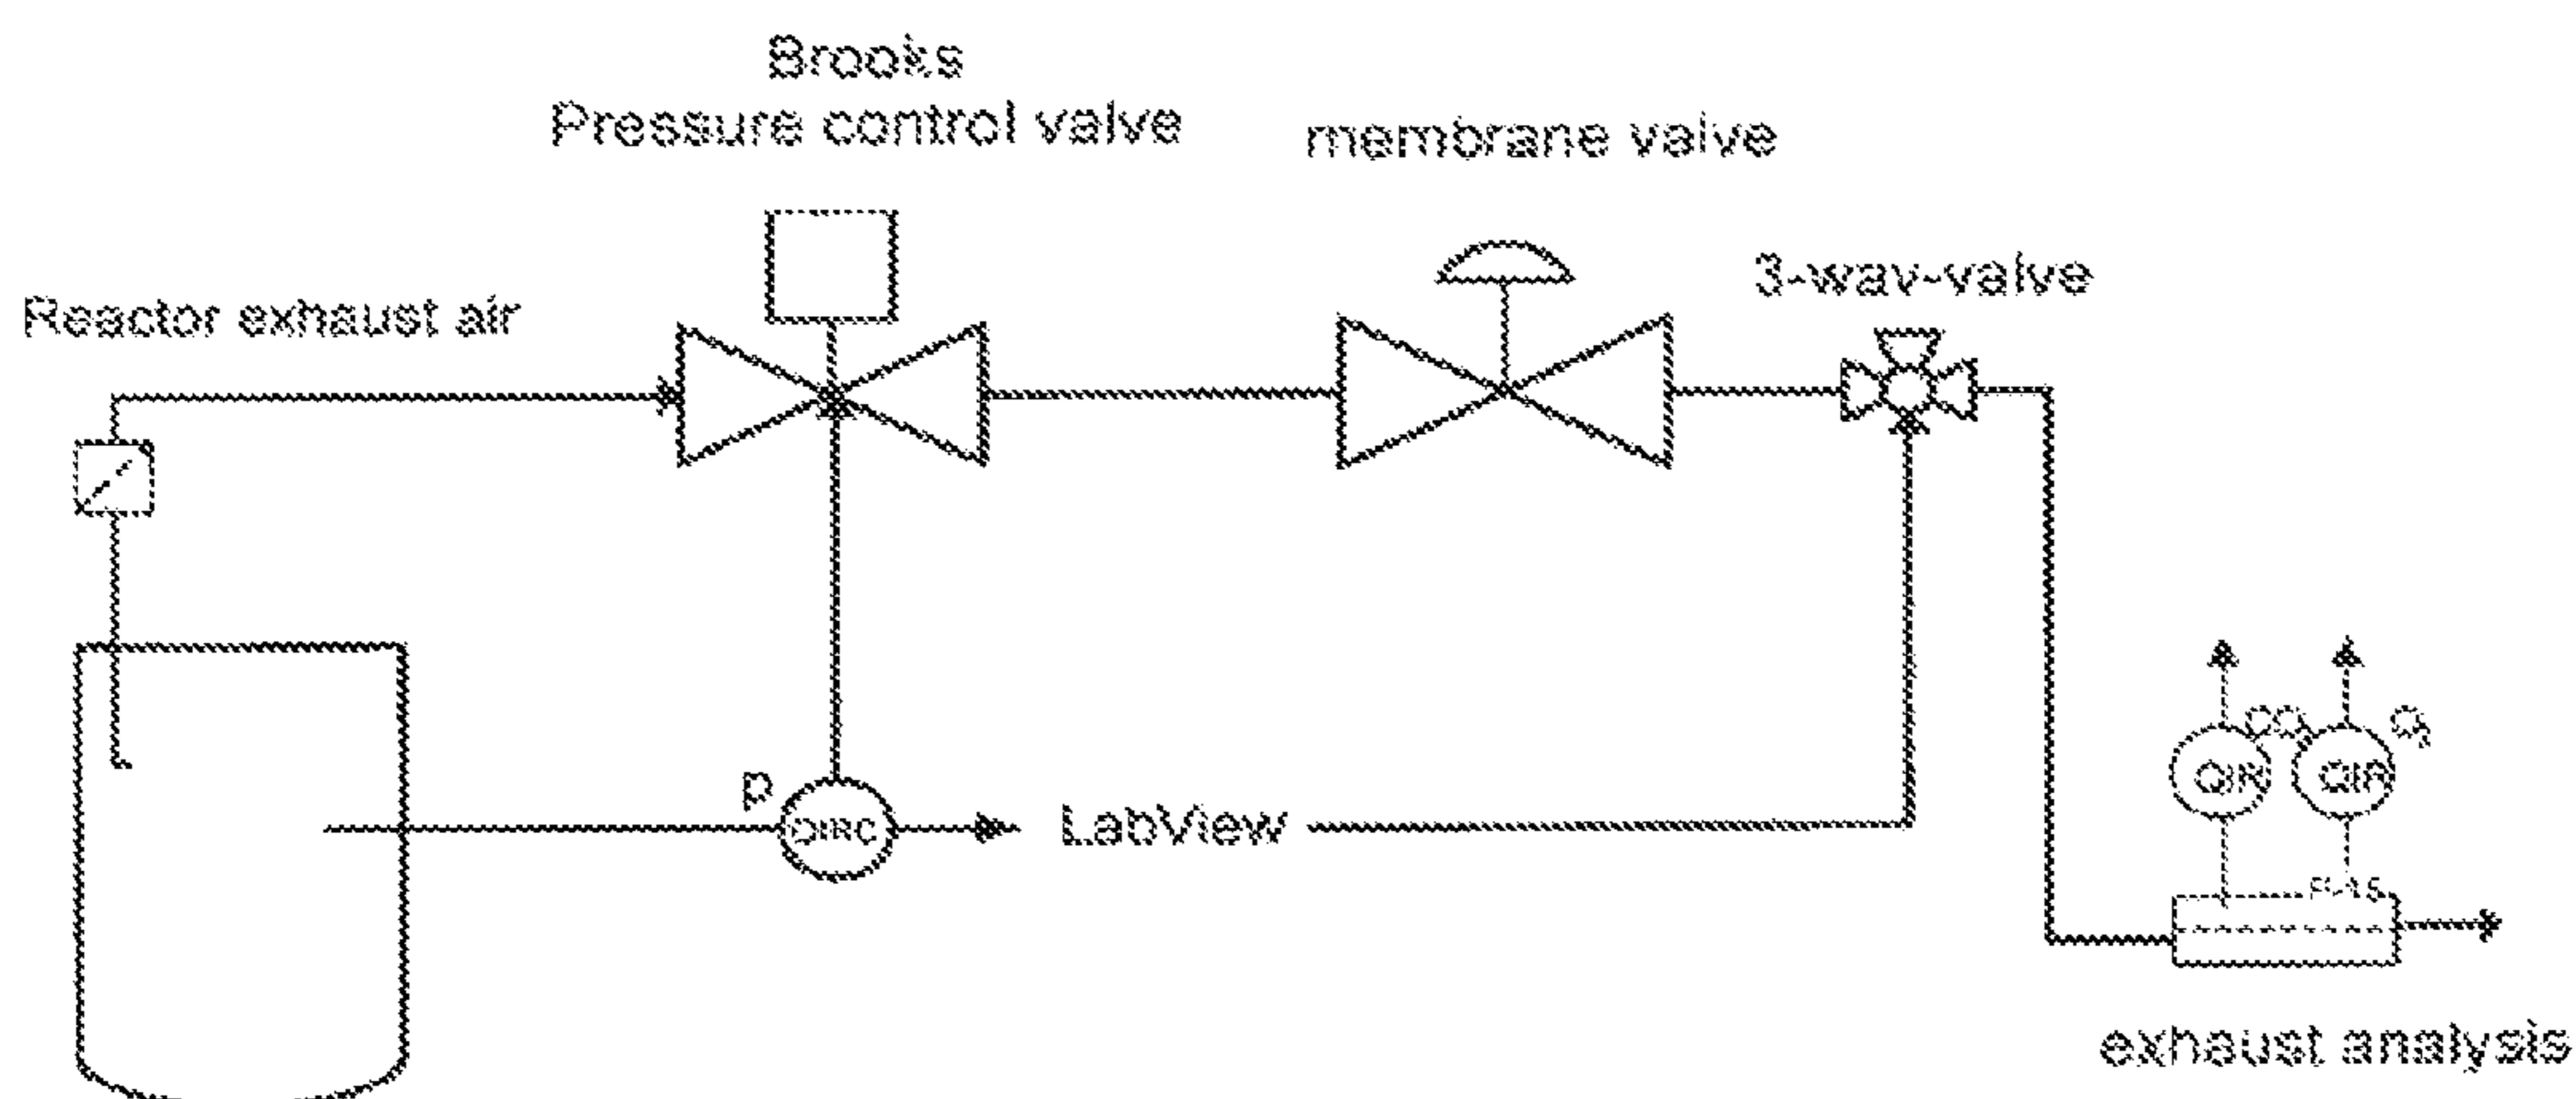 Brooks
Pressure control valve
membrane valve
3-way-valve
Reactor exhaust air
p
QIRC
LabView
CO2
O2
QIR
QIR
exhaust analysis